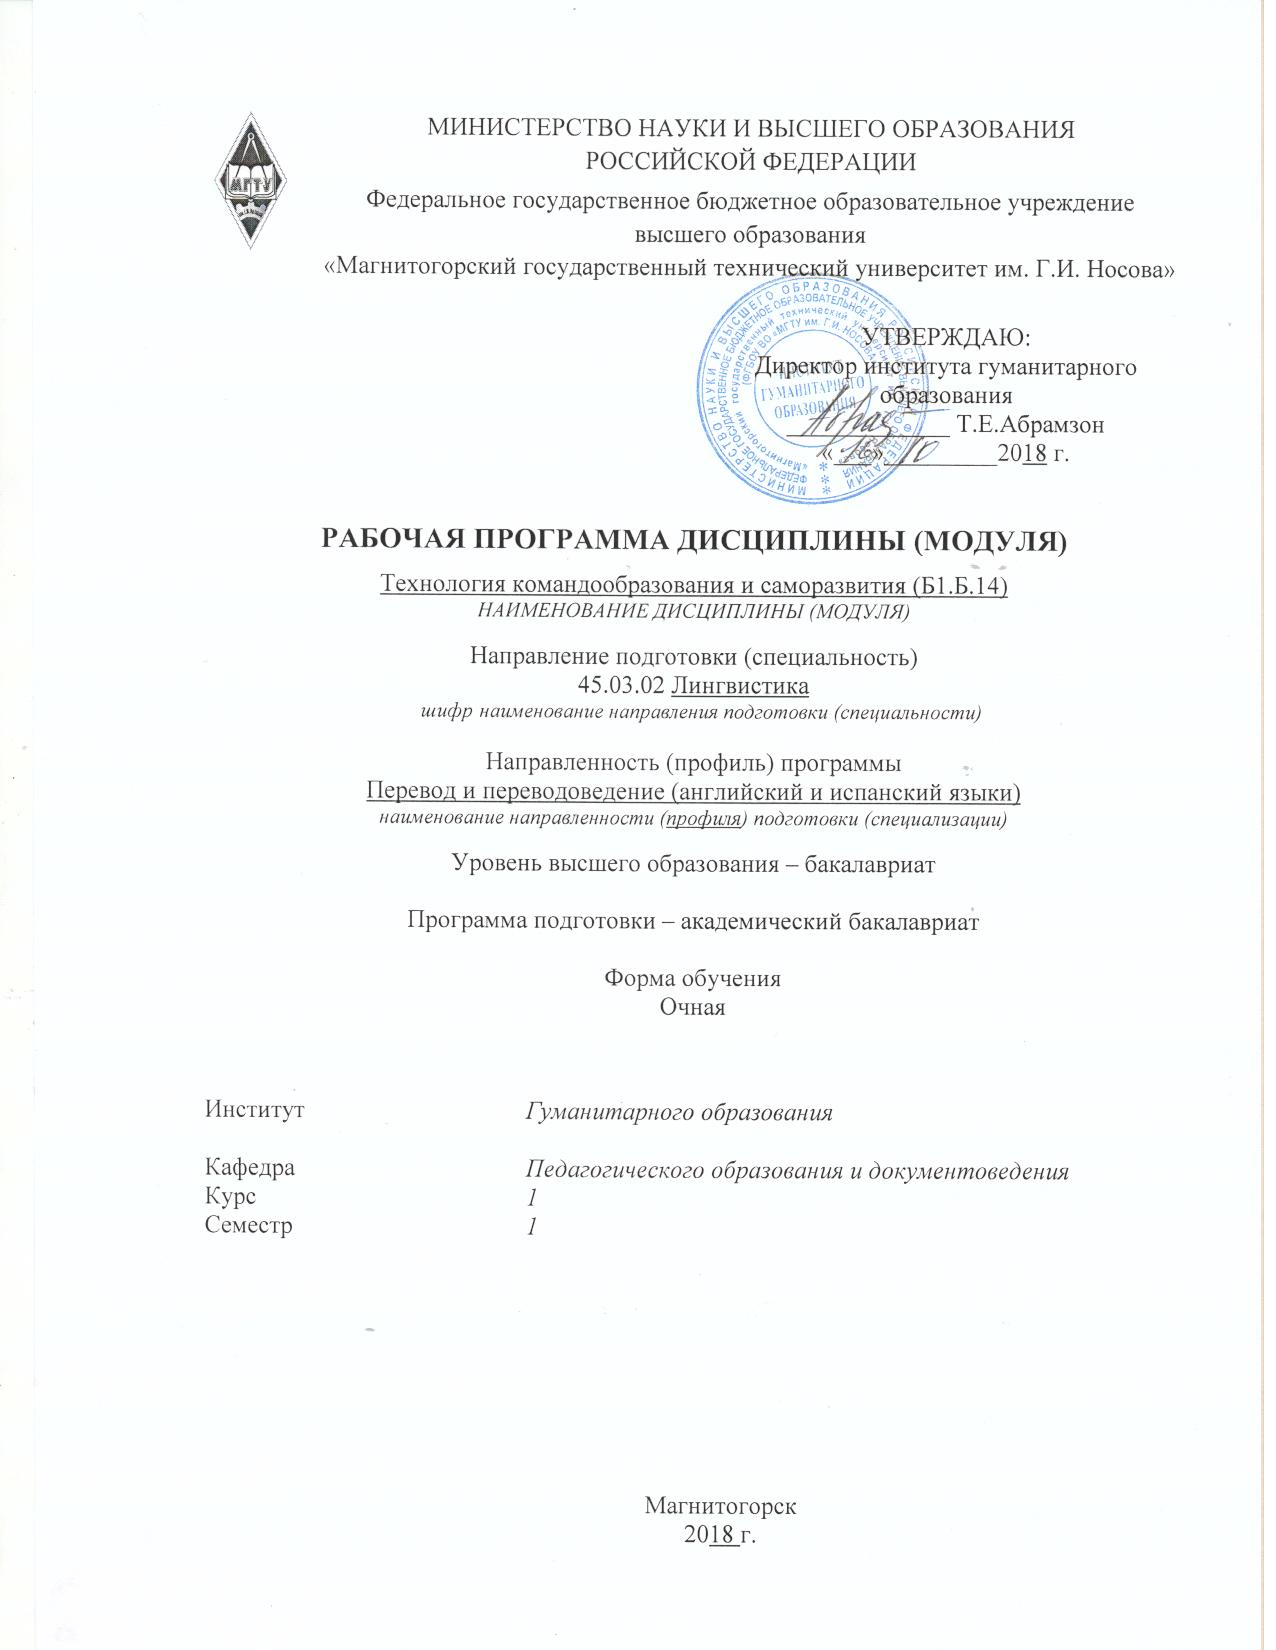 МИНИСТЕРСТВО НАУКИ И ВЫСШЕГО ОБРАЗОВАНИЯ
РОССИЙСКОЙ ФЕДЕРАЦИИ
Федеральное государственное бюджетное образовательное учреждение
высшего образования
«Магнитогорский государственный технический университет им. Г.И. Носова»
МГТУ
УТВЕРЖДАЮ:
Директор института гуманитарного
образования
Т.Е.Абрамзон
« » 10 2018 г.
ГУМАНИТАРНОГО
ОБРАЗОВАНИЯ
РАБОЧАЯ ПРОГРАММА ДИСЦИПЛИНЫ (МОДУЛЯ)
Технология командообразования и саморазвития (Б1.Б.14)
НАИМЕНОВАНИЕ ДИСЦИПЛИНЫ (МОДУЛЯ)
Направление подготовки (специальность)
45.03.02 Лингвистика
шифр наименование направления подготовки (специальности)
Направленность (профиль) программы
Перевод и переводоведение (английский и испанский языки)
наименование направленности (профиля) подготовки (специализации)
Уровень высшего образования – бакалавриат
Программа подготовки – академический бакалавриат
Форма обучения
Очная
Институт Гуманитарного образования
Кафедра Педагогического образования и документоведения
Курс 1
Семестр 1
Магнитогорск
2018 г.